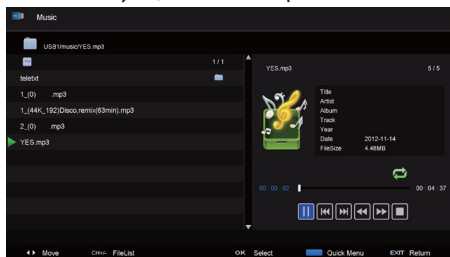 Music
USB1/music/YES.mp3
1/1
teletxt
1_(0) .mp3
1_(44K_192)Disco,remix(63min).mp3
2_(0) .mp3
YES.mp3
YES.mp3 5/5
Title
Artist
Album
Track
Year
Date 2012-11-14
FileSize 4.48MB
00:00:02 00:04:37
Move CH+/- FileList OK Select Quick Menu EXIT Return